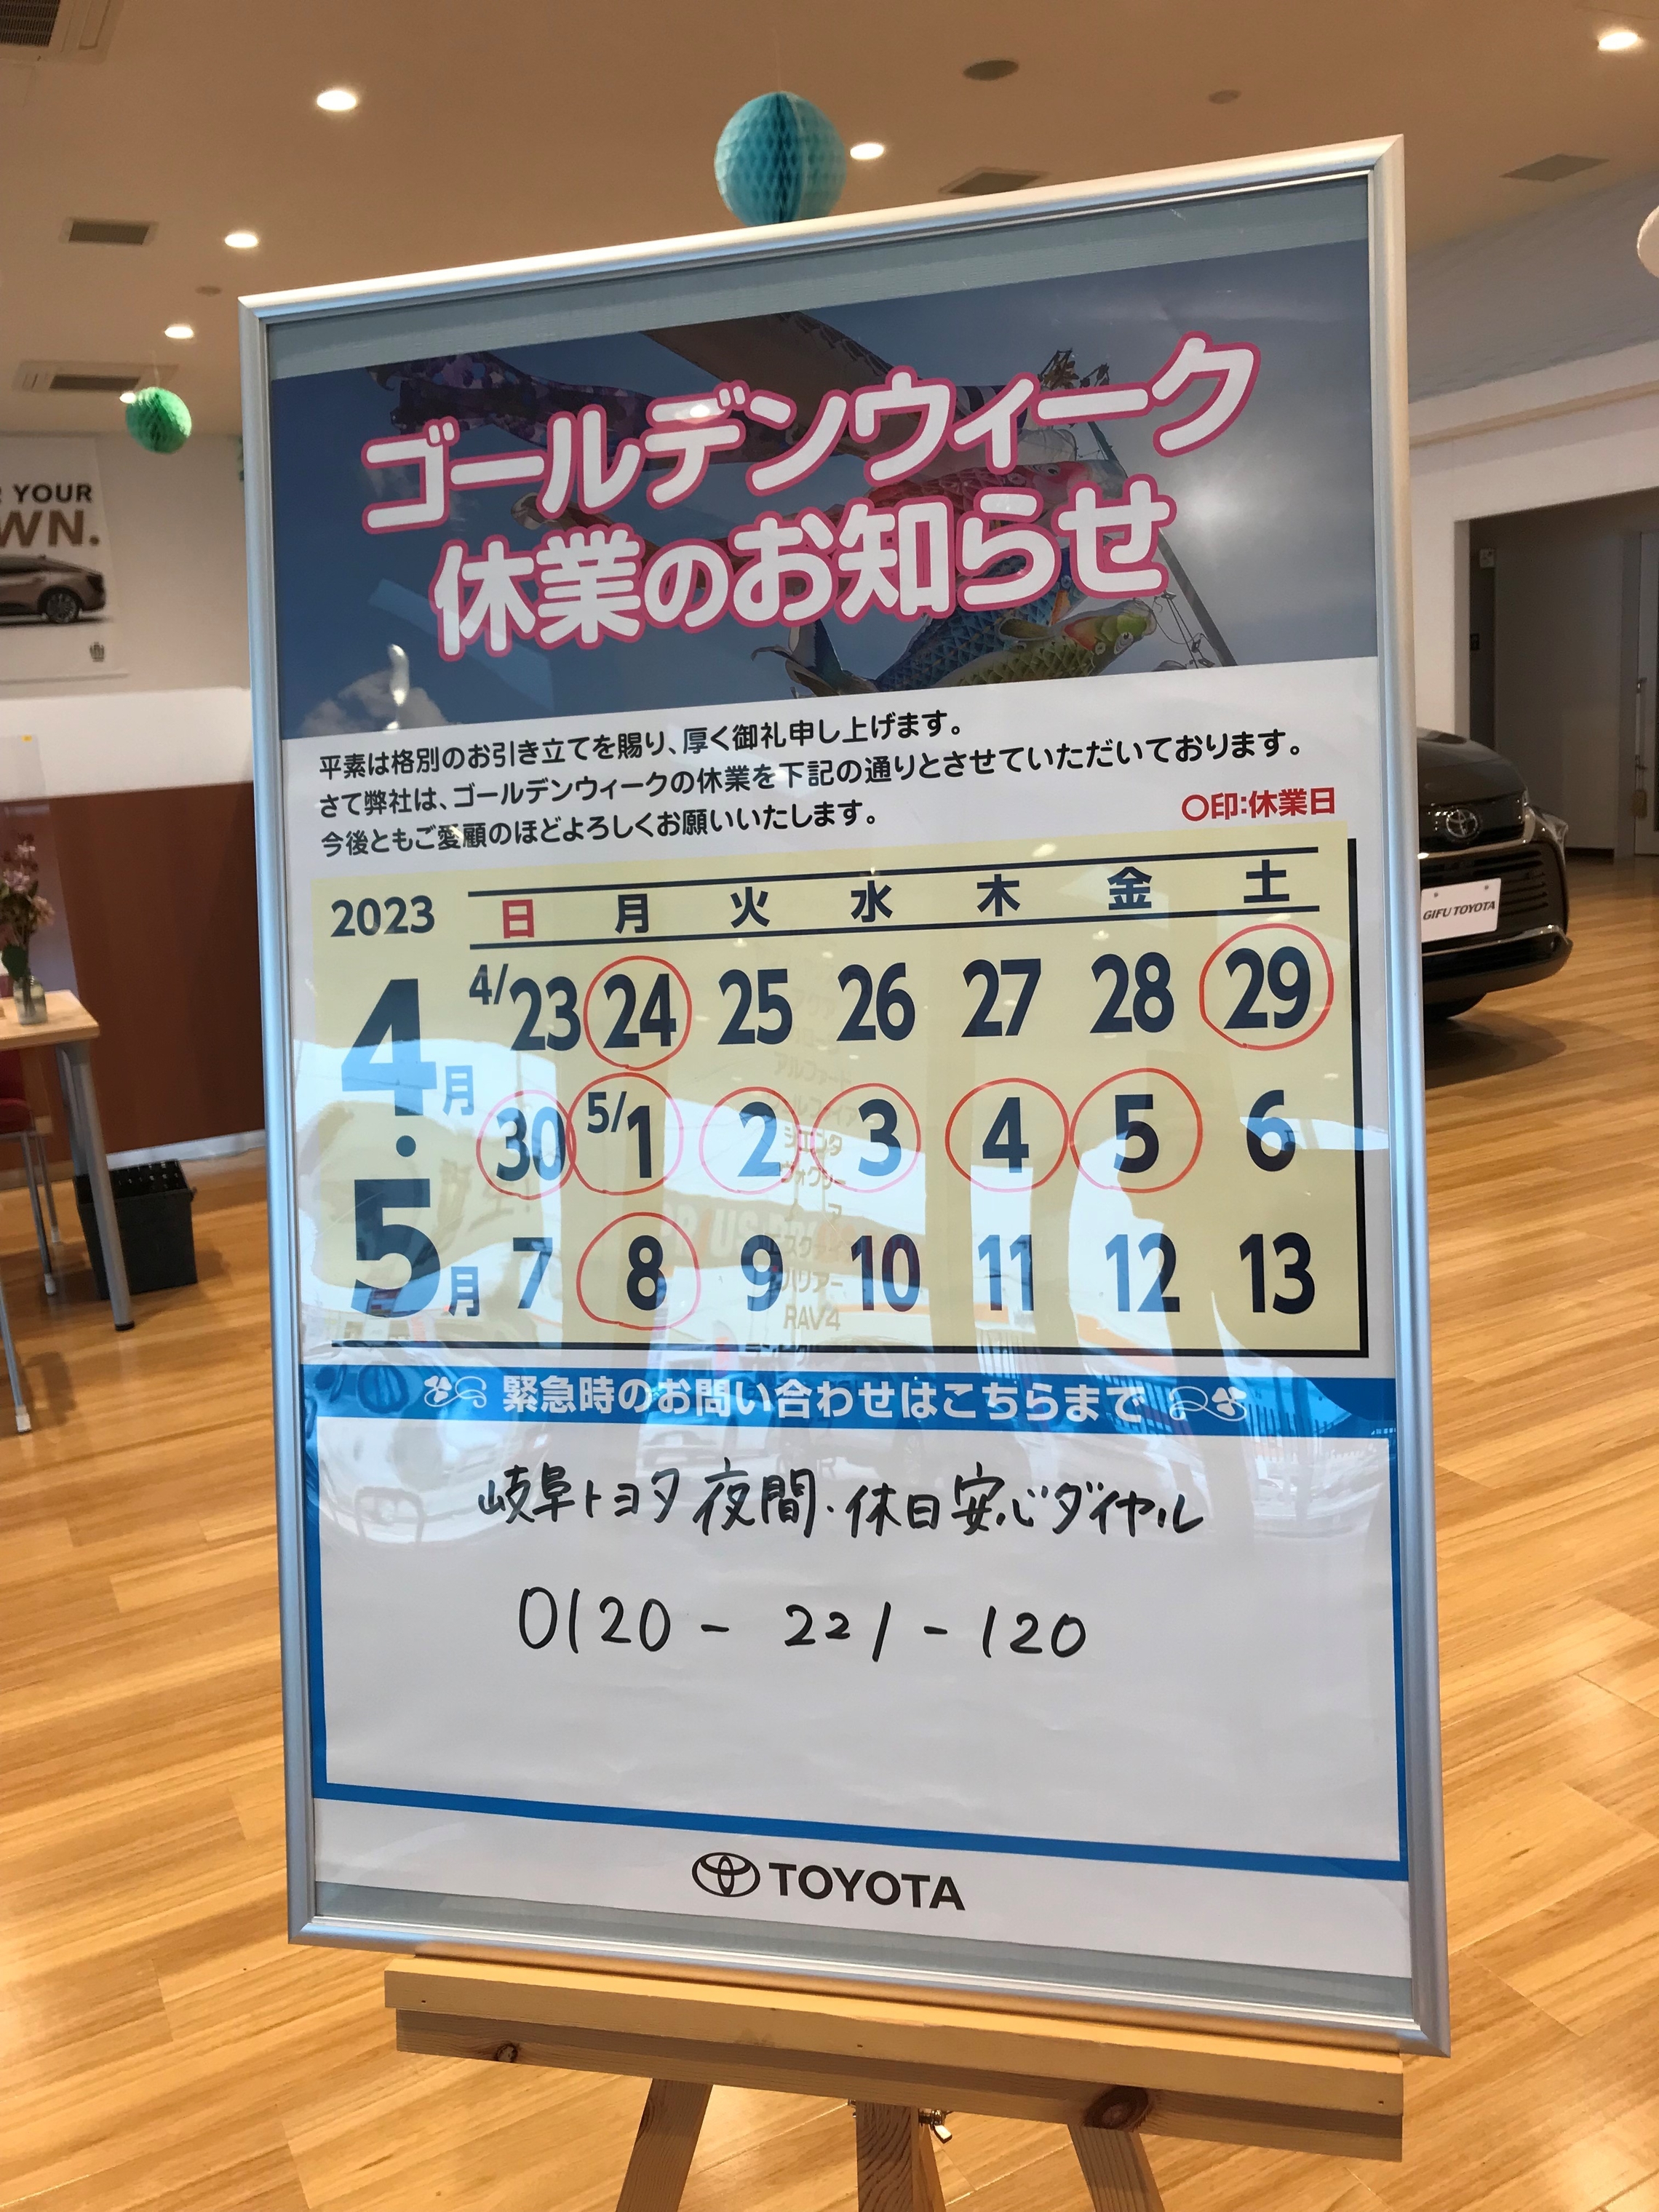 R YOUR
WN.
ゴールデンウィーク
休業のお知らせ
平素は格別のお引き立てを賜り、厚く御礼申し上げます。
さて弊社は、ゴールデンウィークの休業を下記の通りとさせていただいております。
今後ともご愛顧のほどよろしくお願いいたします。
〇印:休業日
2023 日 月 火 水 木 金 土
4月・5月
4/23 24 25 26 27 28 29
30 5/1 2 3 4 5 6
7 8 9 10 11 12 13
緊急時のお問い合わせはこちらまで
岐阜トヨタ 夜間・休日安心ダイヤル
0120 - 221 - 120
TOYOTA
GIFU TOYOTA